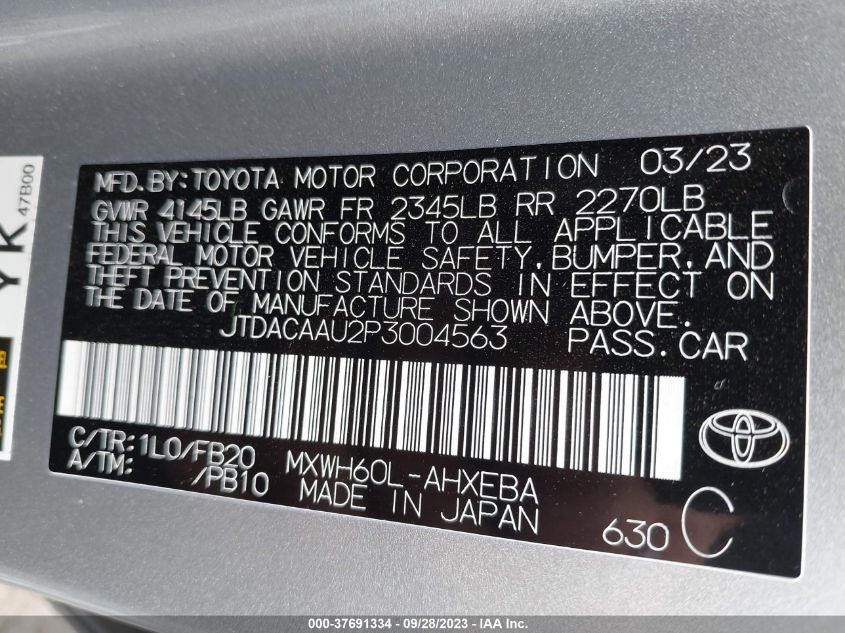 MFD.BY:TOYOTA MOTOR CORPORATION 03/23
GVWR 4145LB GAWR FR 2345LB RR 2270LB
THIS VEHICLE CONFORMS TO ALL APPLICABLE
FEDERAL MOTOR VEHICLE SAFETY,BUMPER,AND
THEFT PREVENTION STANDARDS IN EFFECT ON
THE DATE OF MANUFACTURE SHOWN ABOVE.
JTDACAAU2P3004563 PASS.CAR
C/TR:1L0/FB20 MXWH60L-AHXEBA
A/TM: /PB10 MADE IN JAPAN
630 C
YK
47B00
000-37691334 - 09/28/2023 - IAA Inc.